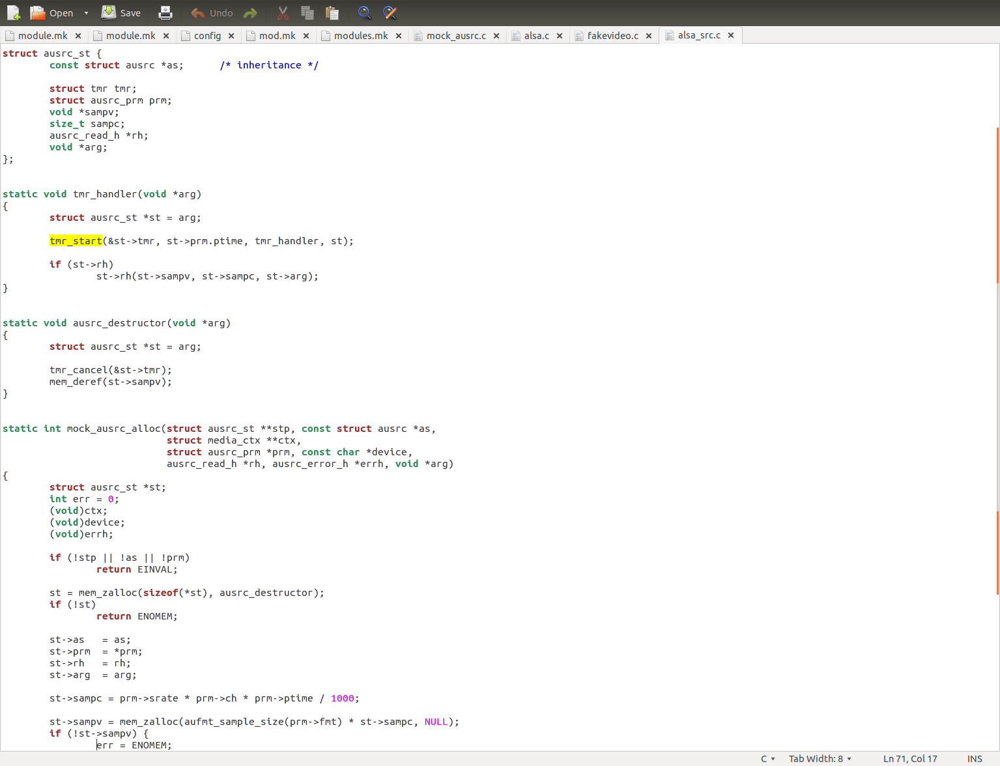 Open Save Undo
module.mk module.mk config mod.mk modules.mk mock_ausrc.c alsa.c fakevideo.c alsa_src.c
struct ausrc_st {
        const struct ausrc *as;      /* inheritance */

        struct tmr tmr;
        struct ausrc_prm prm;
        void *sampv;
        size_t sampc;
        ausrc_read_h *rh;
        void *arg;
};

static void tmr_handler(void *arg)
{
        struct ausrc_st *st = arg;

        tmr_start(&st->tmr, st->prm.ptime, tmr_handler, st);

        if (st->rh)
                st->rh(st->sampv, st->sampc, st->arg);
}

static void ausrc_destructor(void *arg)
{
        struct ausrc_st *st = arg;

        tmr_cancel(&st->tmr);
        mem_deref(st->sampv);
}

static int mock_ausrc_alloc(struct ausrc_st **stp, const struct ausrc *as,
                            struct media_ctx **ctx,
                            struct ausrc_prm *prm, const char *device,
                            ausrc_read_h *rh, ausrc_error_h *errh, void *arg)
{
        struct ausrc_st *st;
        int err = 0;
        (void)ctx;
        (void)device;
        (void)errh;

        if (!stp || !as || !prm)
                return EINVAL;

        st = mem_zalloc(sizeof(*st), ausrc_destructor);
        if (!st)
                return ENOMEM;

        st->as   = as;
        st->prm  = *prm;
        st->rh   = rh;
        st->arg  = arg;

        st->sampc = prm->srate * prm->ch * prm->ptime / 1000;

        st->sampv = mem_zalloc(aufmt_sample_size(prm->fmt) * st->sampc, NULL);
        if (!st->sampv) {
                err = ENOMEM;
C Tab Width: 8 Ln 71, Col 17 INS